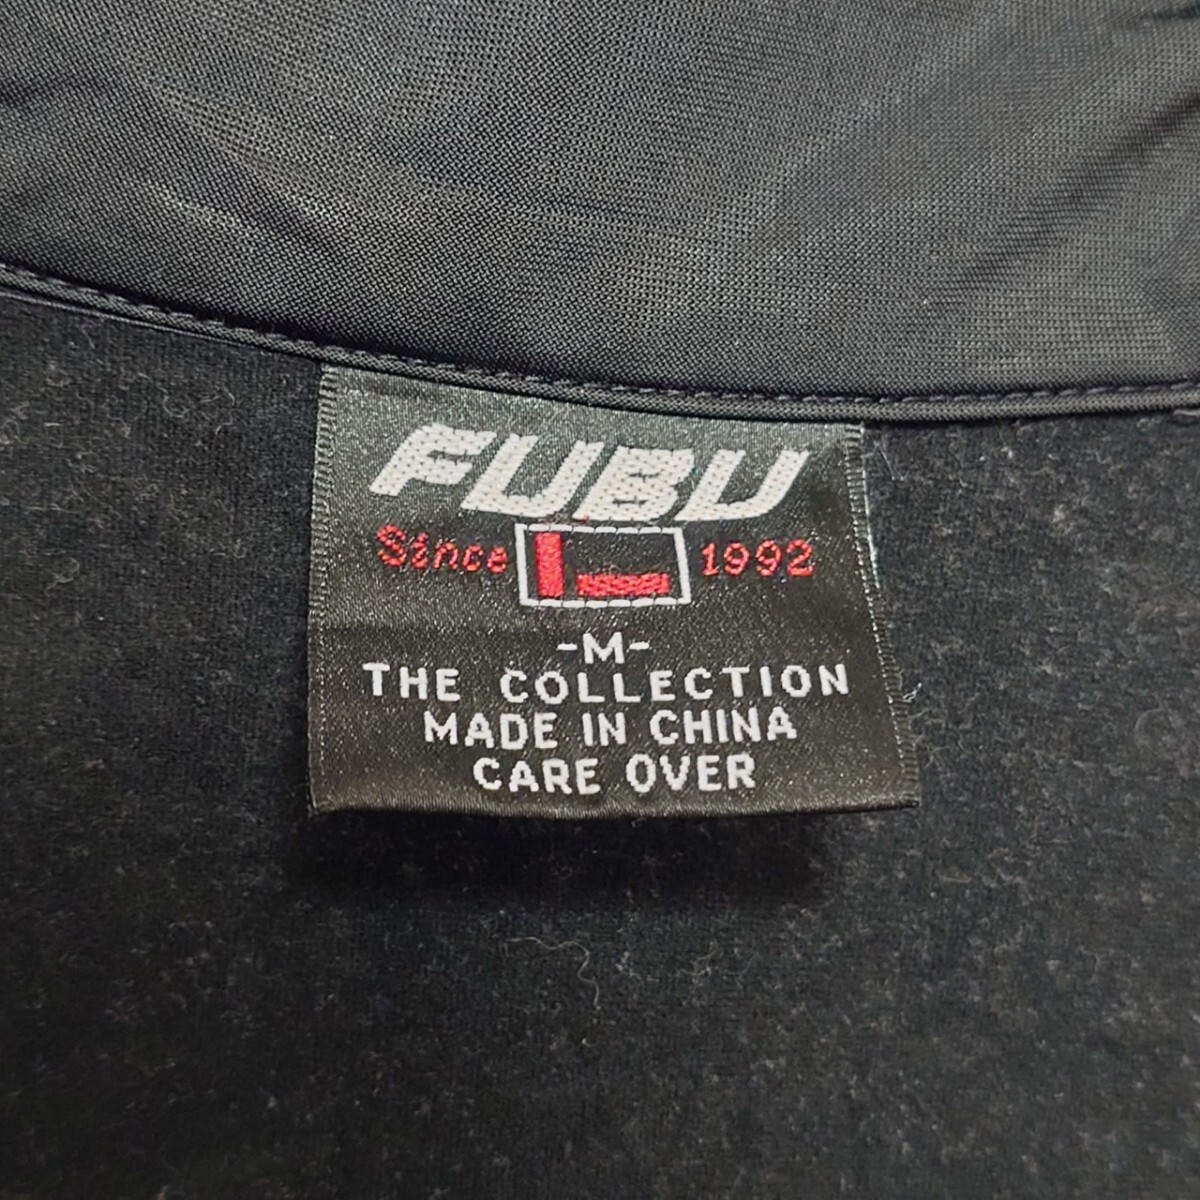 FUBU
Since 1992
-M-
THE COLLECTION
MADE IN CHINA
CARE OVER